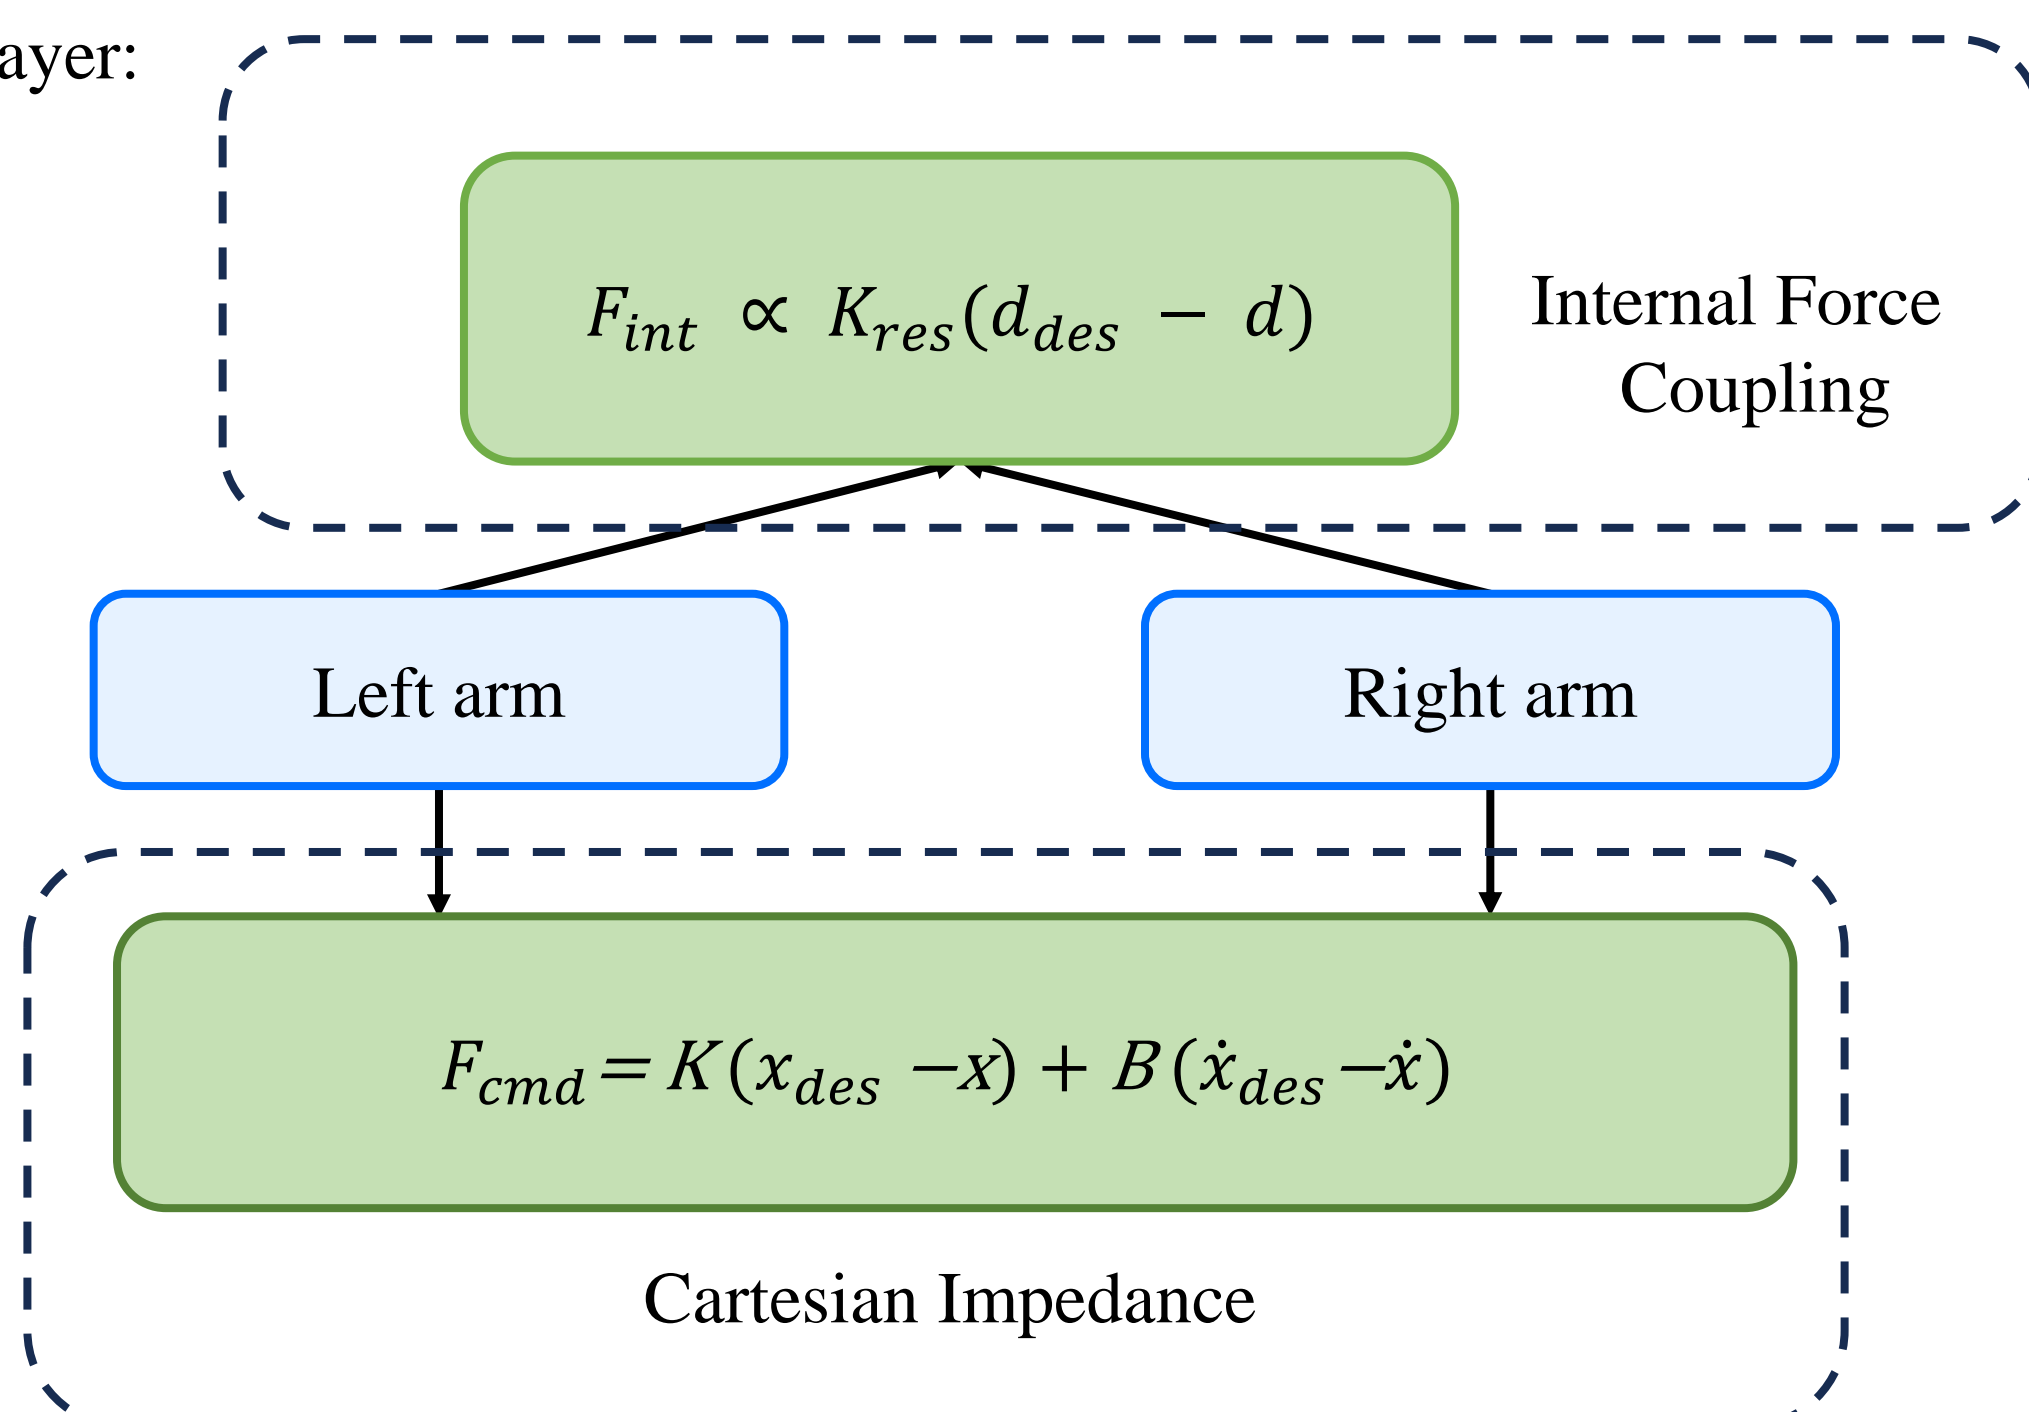 ayer:
F_int ∝ K_res(d_des − d)
Internal Force
Coupling
Left arm
Right arm
F_cmd = K(x_des −x) + B(ẋ_des−ẋ)
Cartesian Impedance